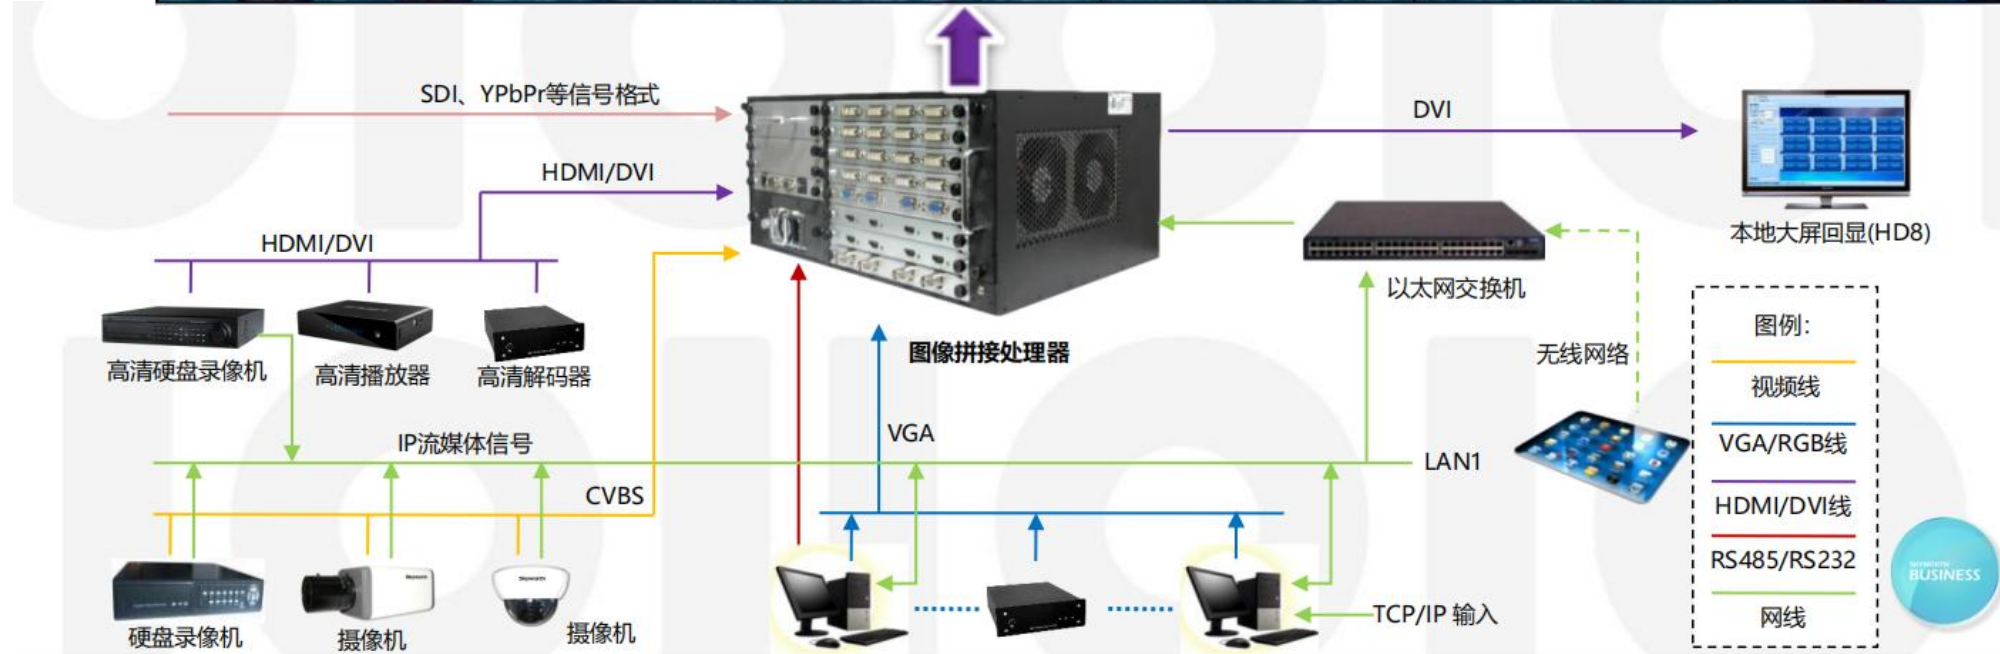 SDI、YPbPr等信号格式
DVI
HDMI/DVI
HDMI/DVI
本地大屏回显(HD8)
以太网交换机
图例:
无线网络
图像拼接处理器
高清硬盘录像机
高清播放器
高清解码器
视频线
VGA
IP流媒体信号
VGA/RGB线
LAN1
CVBS
HDMI/DVI线
RS485/RS232
SKYWORTH
BUSINESS
Skyworth
TCP/IP 输入
网线
硬盘录像机
摄像机
摄像机